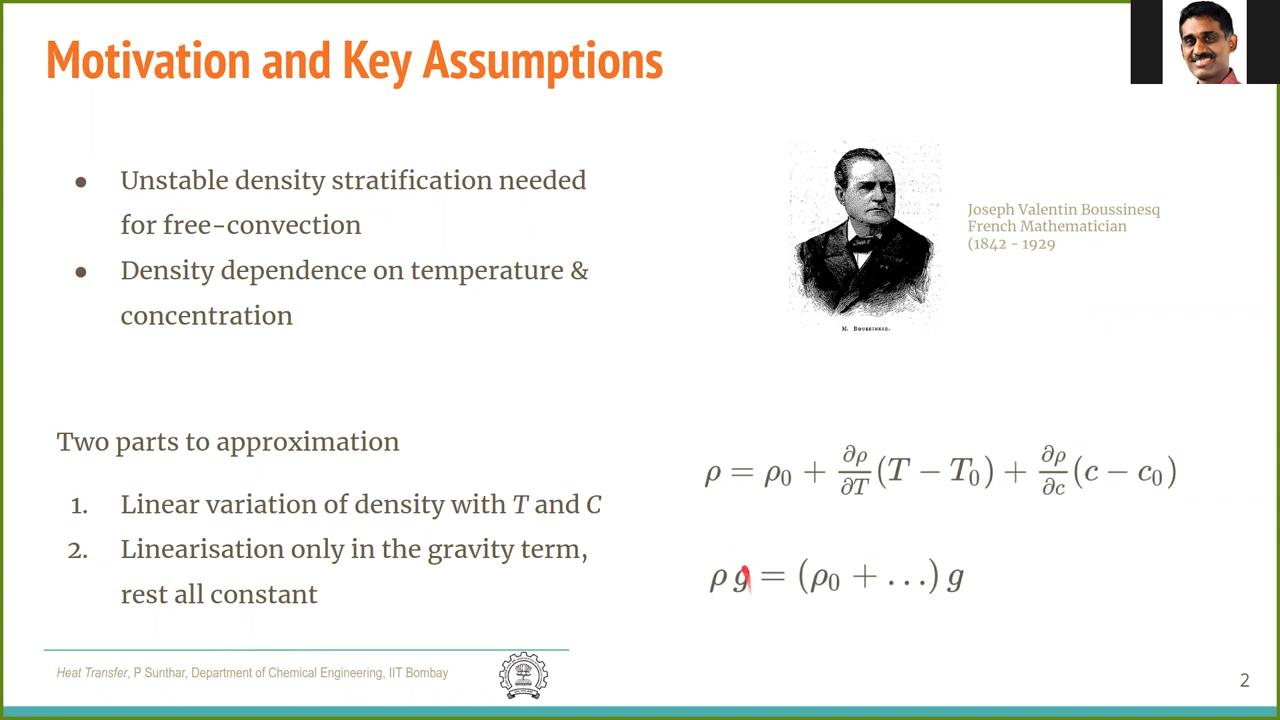 Motivation and Key Assumptions
● Unstable density stratification needed
for free-convection
● Density dependence on temperature &
concentration
Joseph Valentin Boussinesq
French Mathematician
(1842 - 1929
M. BOUSSINESQ.
Two parts to approximation
1. Linear variation of density with T and C
2. Linearisation only in the gravity term,
rest all constant
ρ = ρ₀ + ∂ρ/∂T (T − T₀) + ∂ρ/∂c (c − c₀)
ρ g = (ρ₀ + …) g
Heat Transfer, P Sunthar, Department of Chemical Engineering, IIT Bombay
2